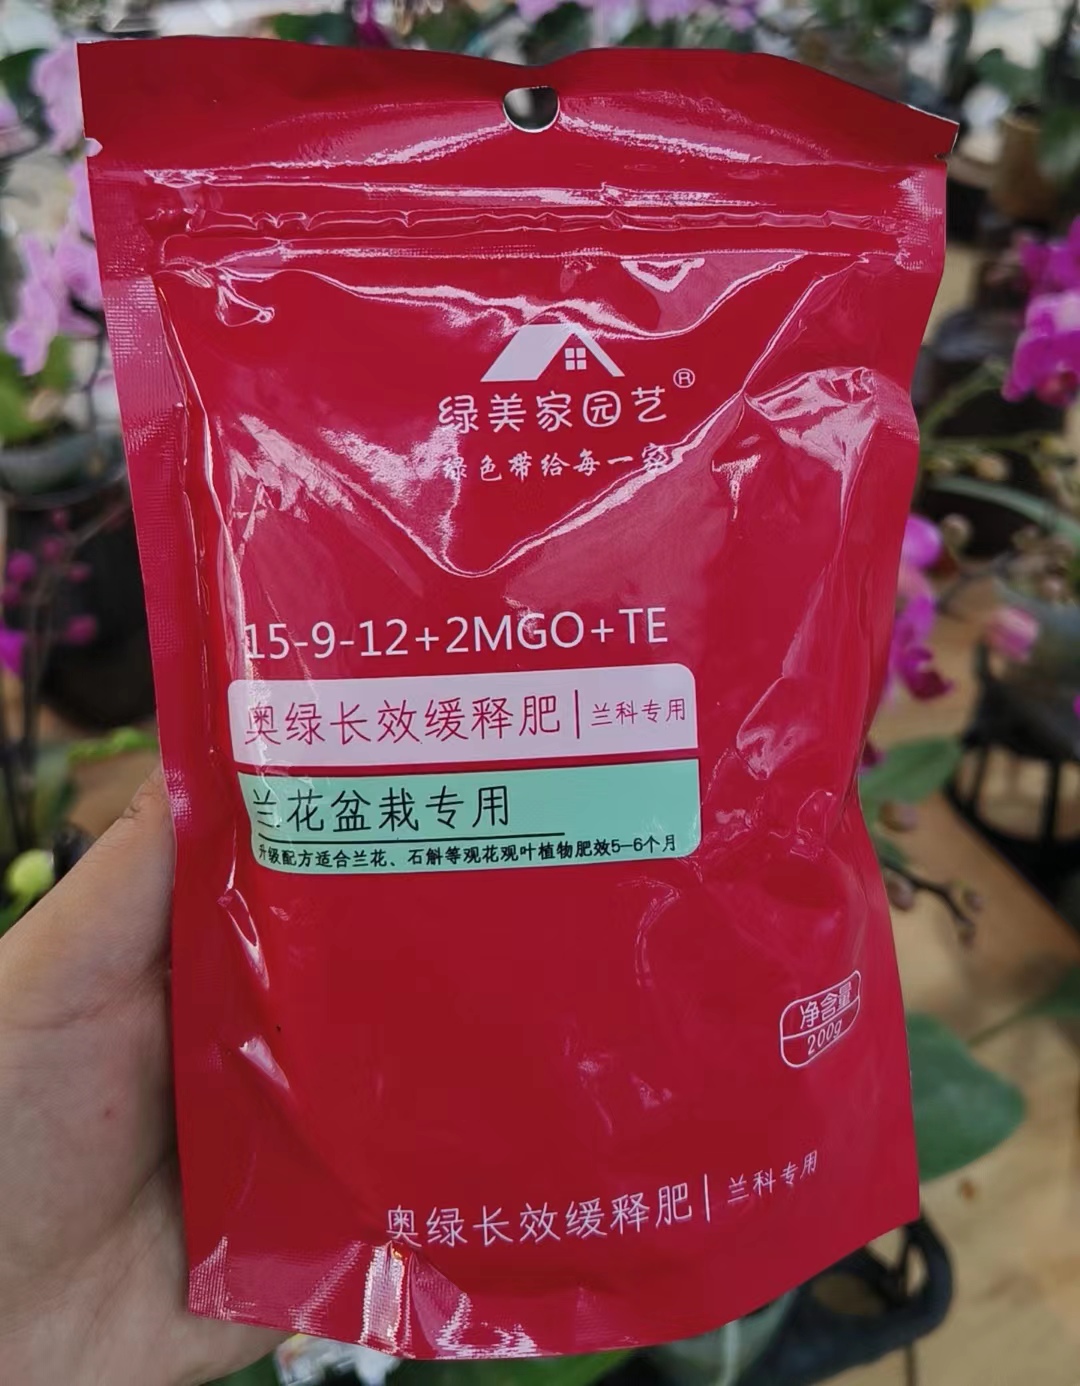 绿美家园艺®
绿色带给每一家
15-9-12+2MGO+TE
奥绿长效缓释肥|兰科专用
兰花盆栽专用
升级配方适合兰花、石斛等观花观叶植物肥效5-6个月
净含量
200g
奥绿长效缓释肥|兰科专用